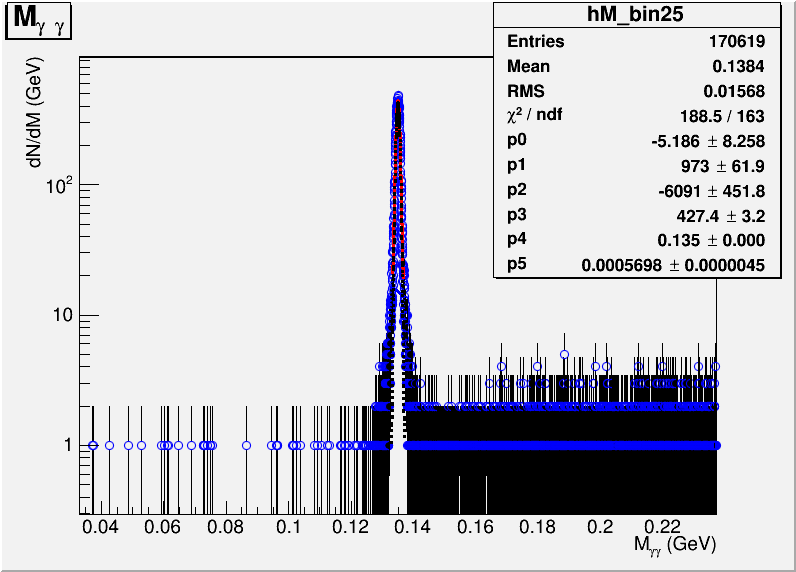 M γ γ
hM_bin25
Entries 170619
Mean 0.1384
RMS 0.01568
χ² / ndf 188.5 / 163
p0 -5.186 ± 8.258
p1 973 ± 61.9
p2 -6091 ± 451.8
p3 427.4 ± 3.2
p4 0.135 ± 0.000
p5 0.0005698 ± 0.0000045
dN/dM (GeV)
10²
10
1
0.04 0.06 0.08 0.1 0.12 0.14 0.16 0.18 0.2 0.22
Mγγ (GeV)